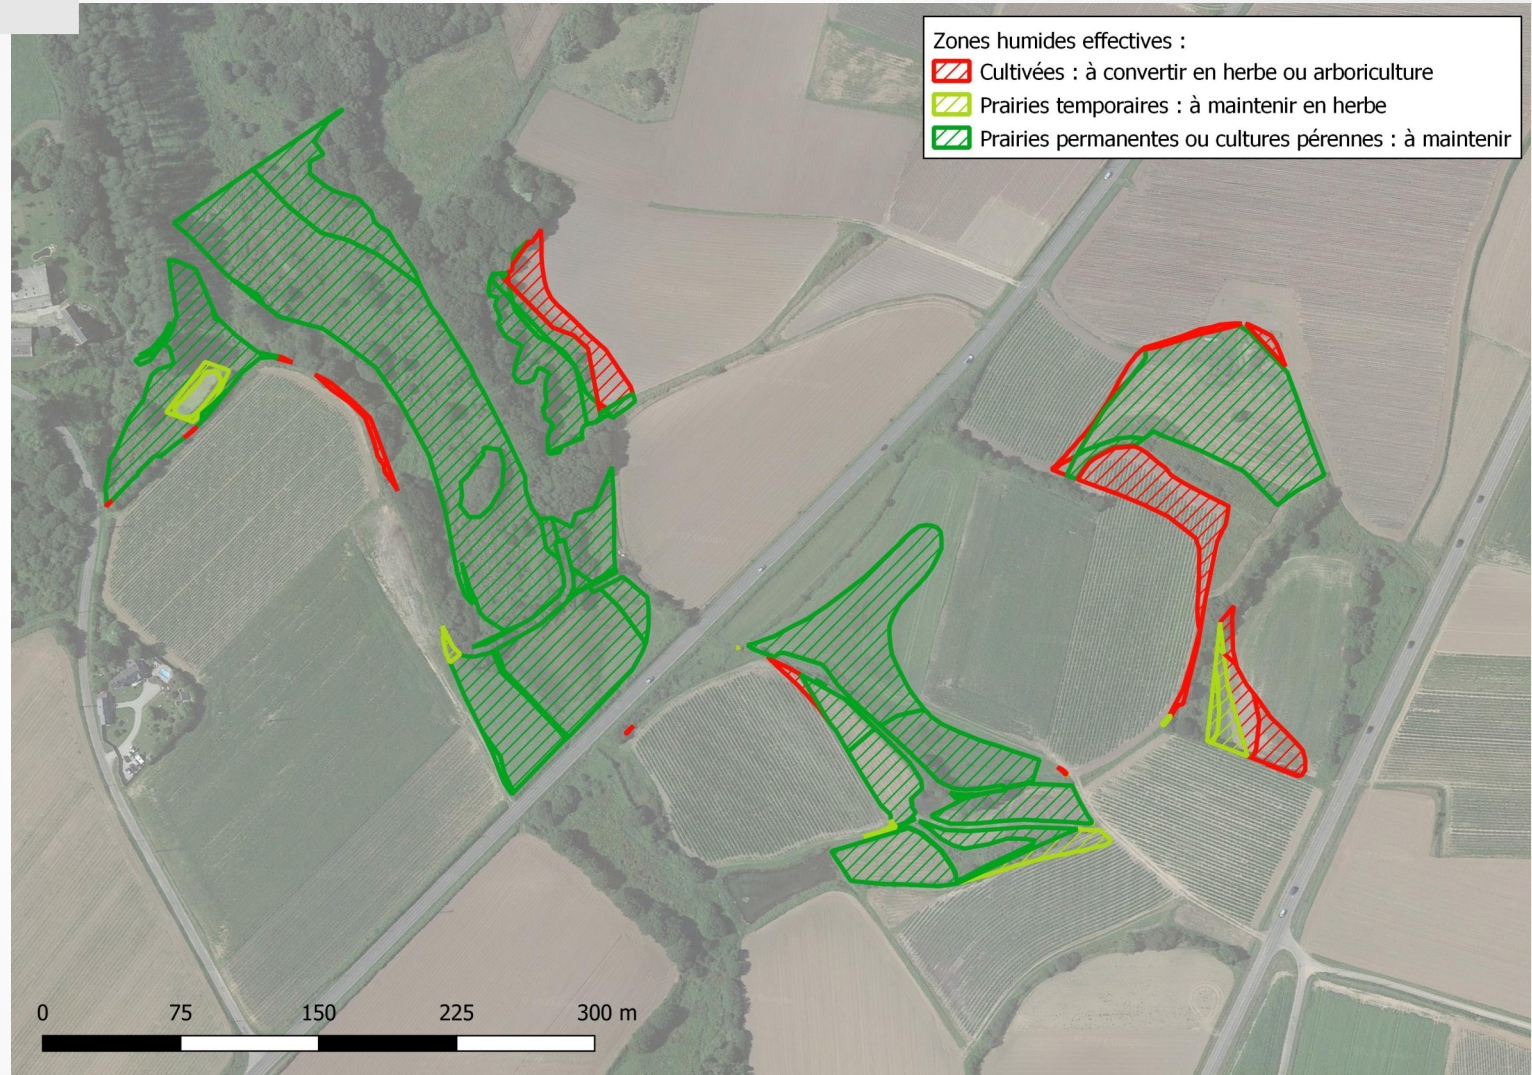 Zones humides effectives :
Cultivées : à convertir en herbe ou arboriculture
Prairies temporaires : à maintenir en herbe
Prairies permanentes ou cultures pérennes : à maintenir
0 75 150 225 300 m